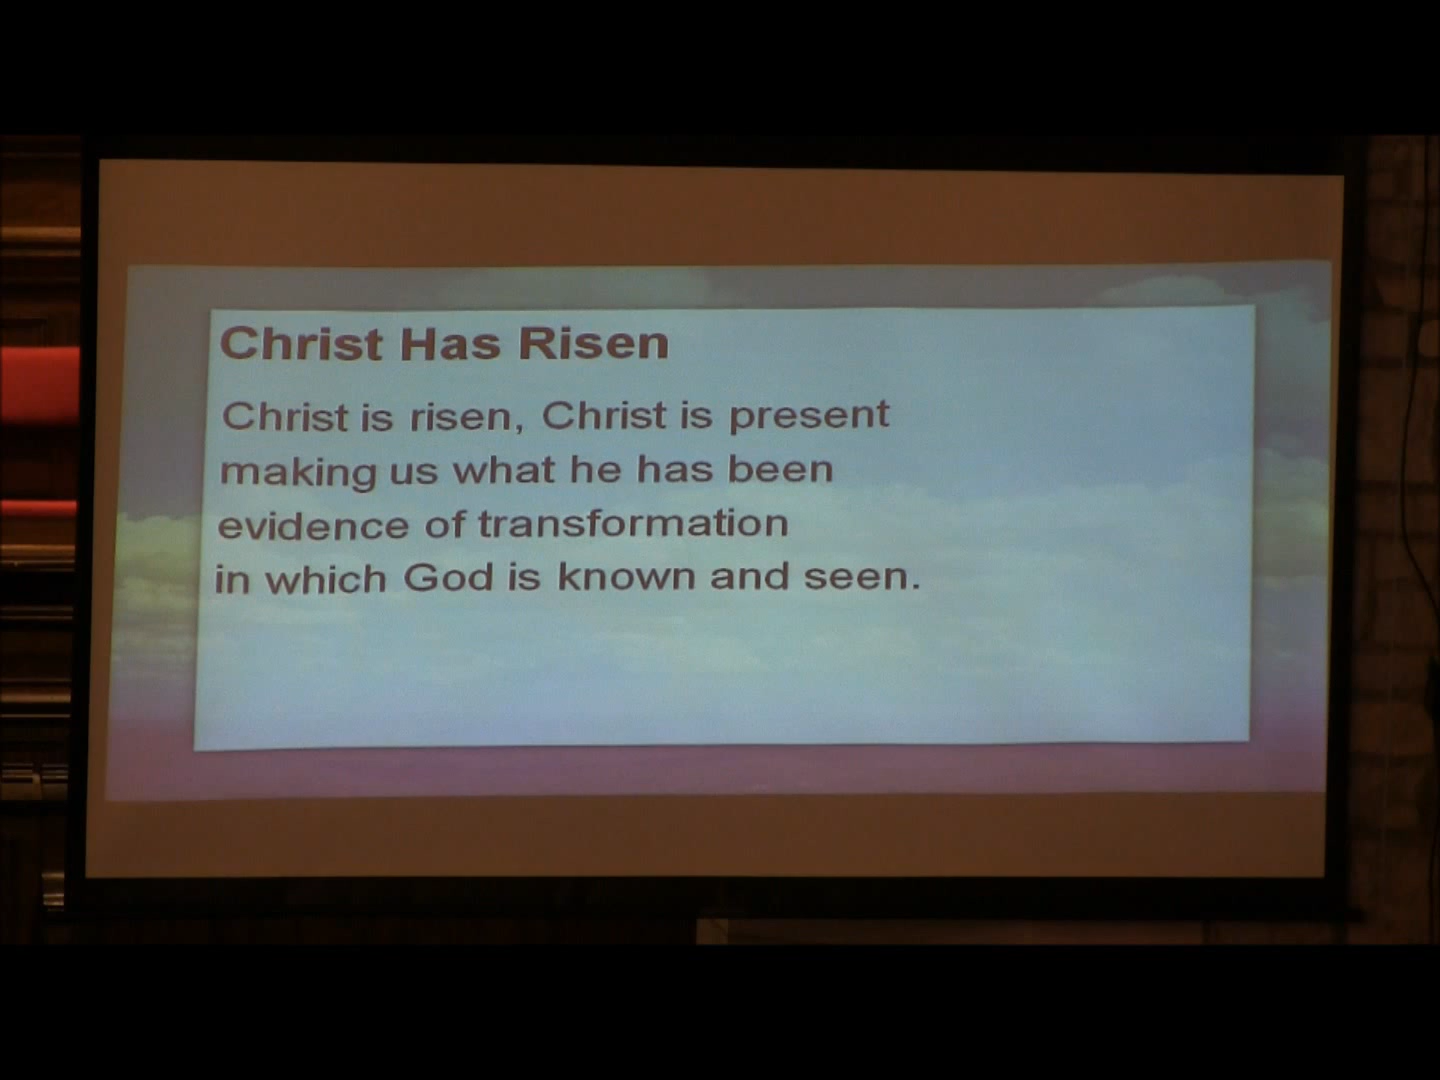 Christ Has Risen
Christ is risen, Christ is present
making us what he has been
evidence of transformation
in which God is known and seen.